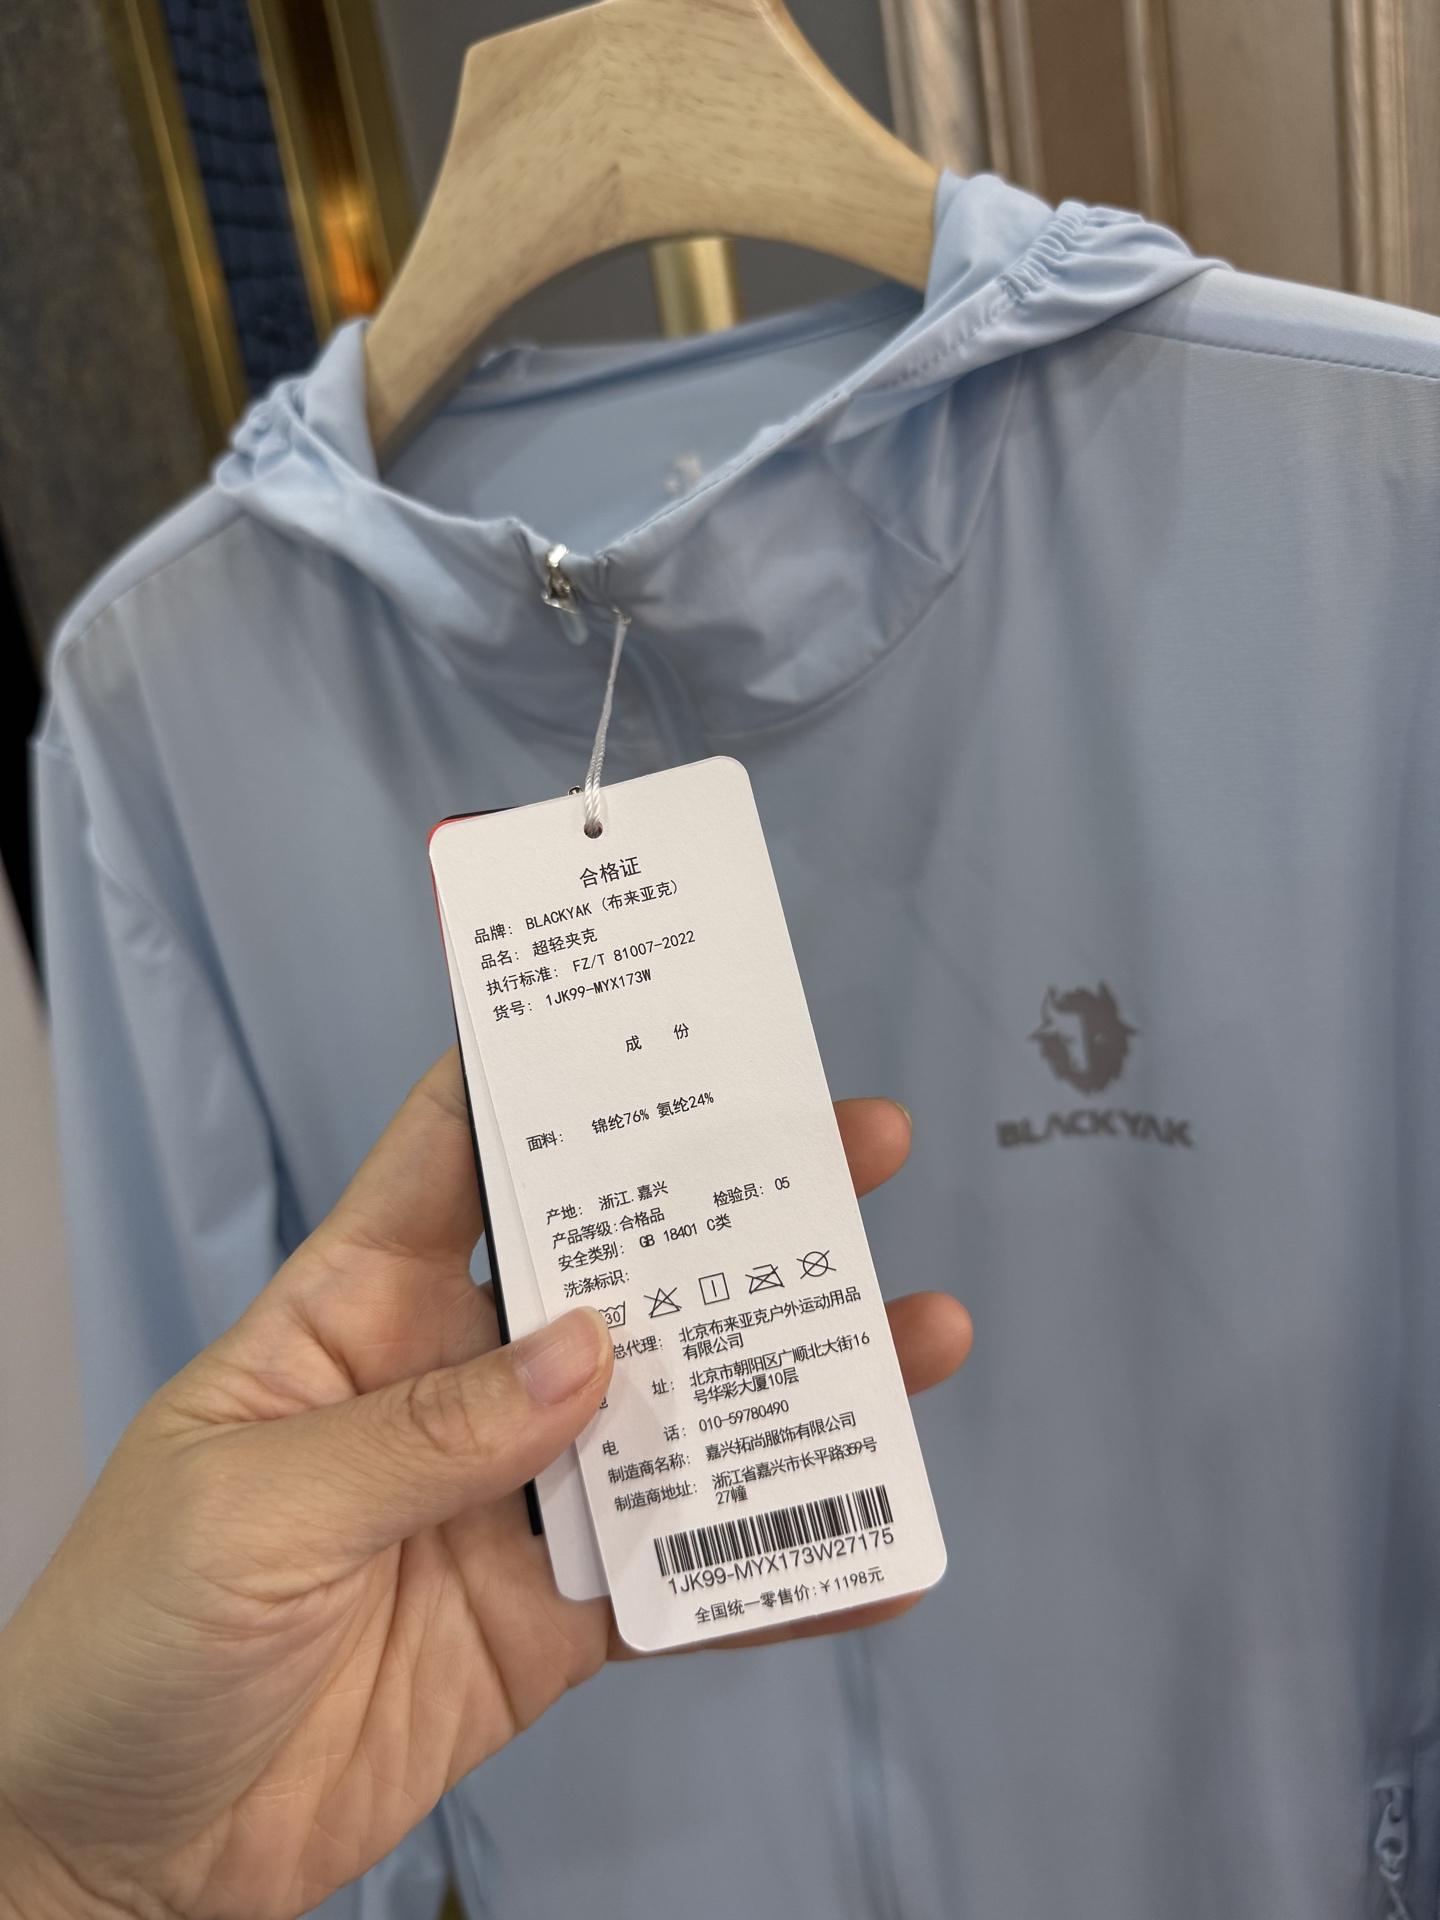 合格证
品牌: BLACKYAK (布来亚克)
品名: 超轻夹克
执行标准: FZ/T 81007-2022
货号: 1JK99-MYX173W
成 份
面料: 锦纶76% 氨纶24%
产地: 浙江.嘉兴
产品等级:合格品 检验员: 05
安全类别: GB 18401 C类
洗涤标识:
30
总代理: 北京布来亚克户外运动用品
有限公司
址: 北京市朝阳区广顺北大街16
号华彩大厦10层
电 话: 010-59780490
制造商名称: 嘉兴拓尚服饰有限公司
制造商地址: 浙江省嘉兴市长平路359号
27幢
1JK99-MYX173W27175
全国统一零售价:¥1198元
BLACKYAK